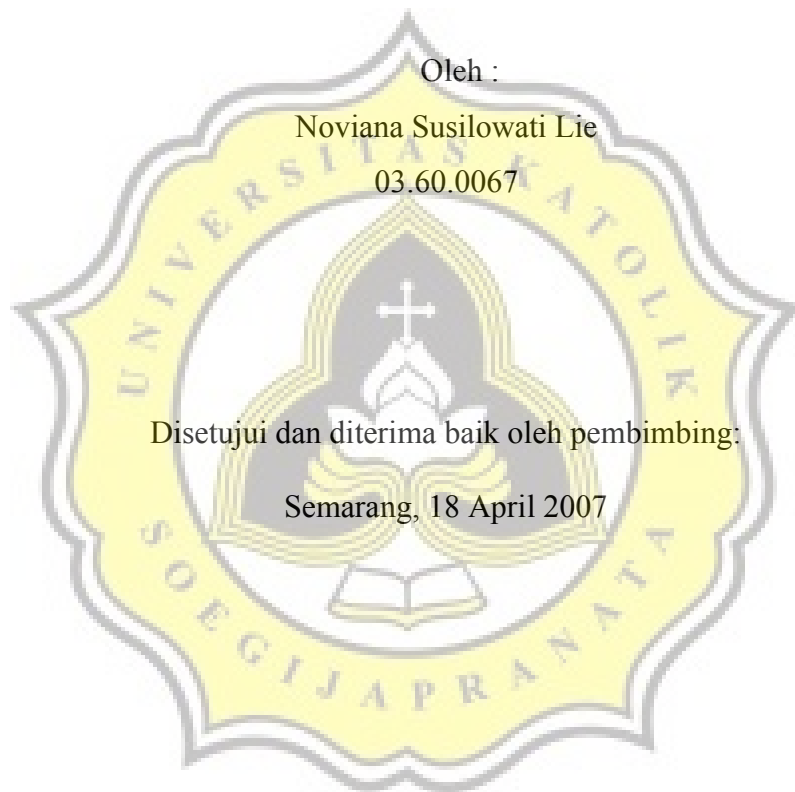 Oleh :
Noviana Susilowati Lie
03.60.0067
UNIVERSITAS KATOLIK
Disetujui dan diterima baik oleh pembimbing:
Semarang, 18 April 2007
SOEGIJAPRANATA